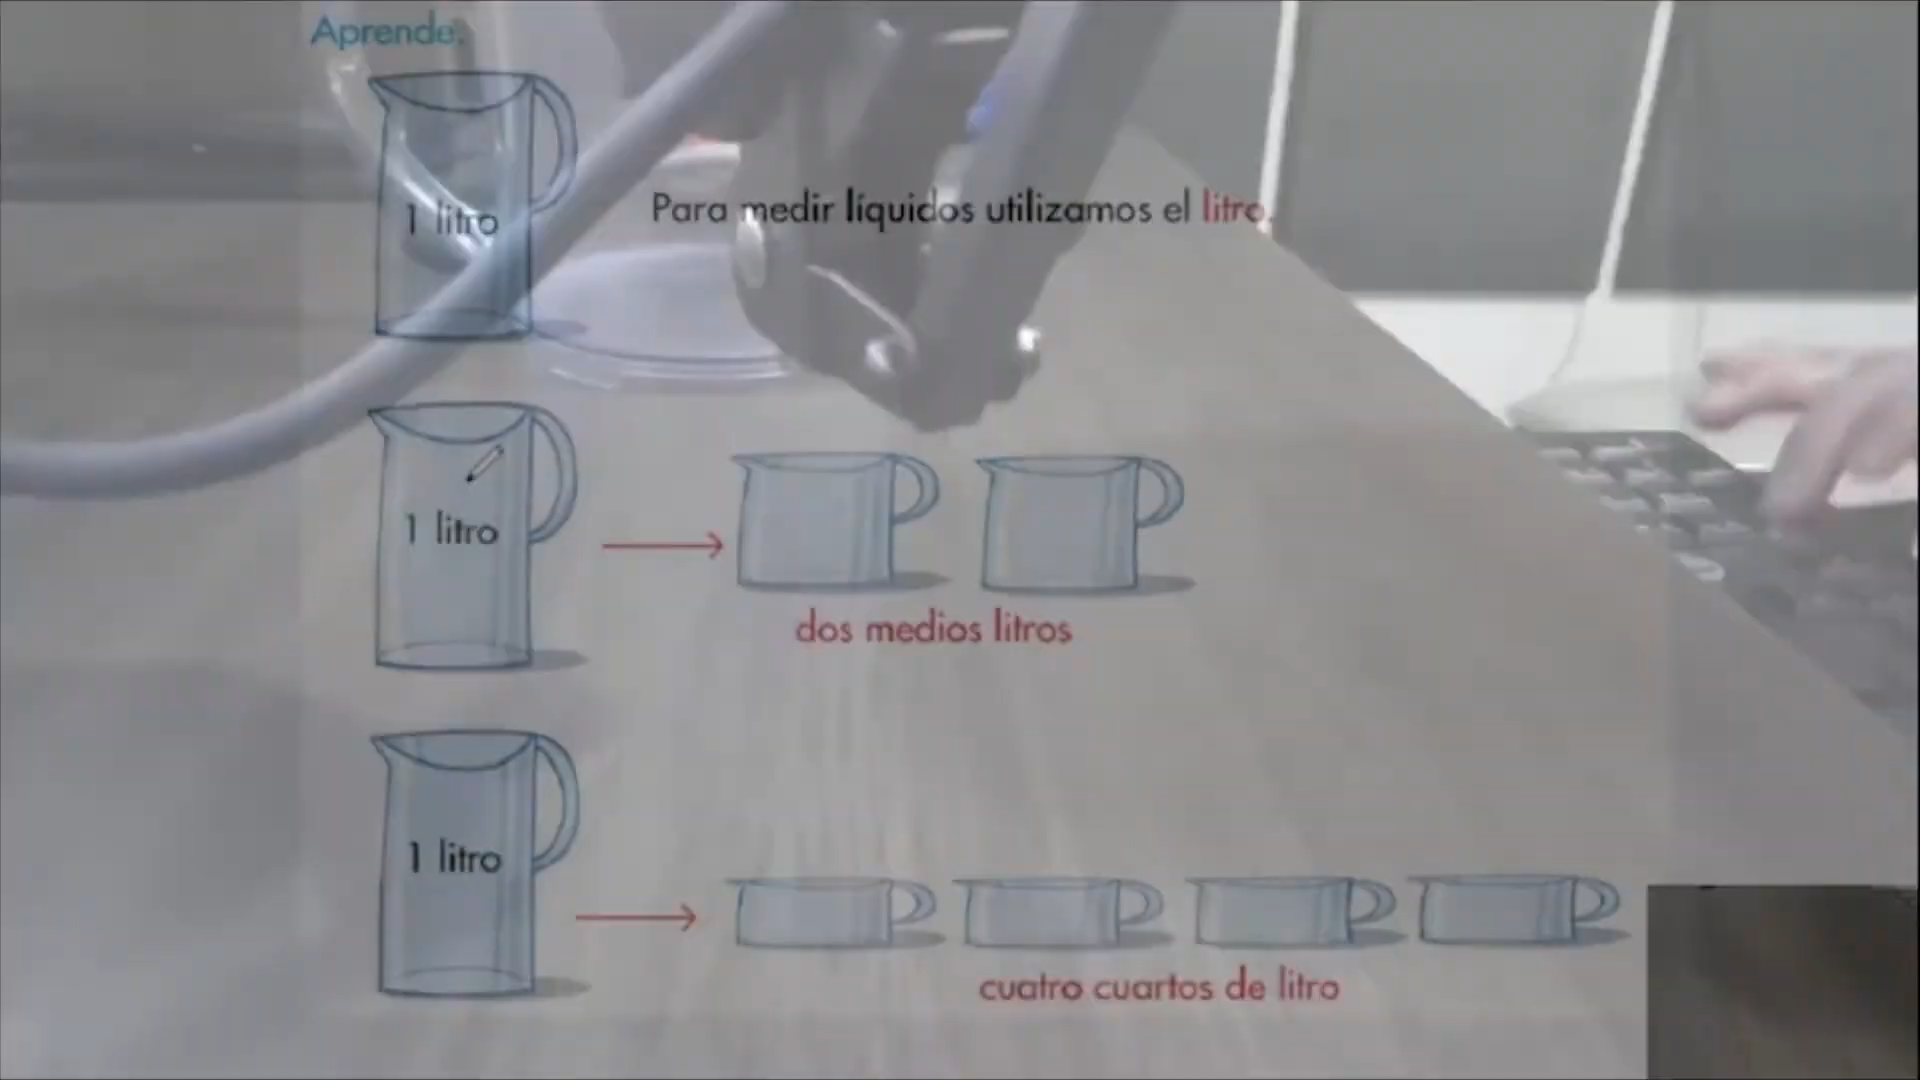 Aprende.
1 litro
Para medir líquidos utilizamos el litro.
1 litro
dos medios litros
1 litro
cuatro cuartos de litro